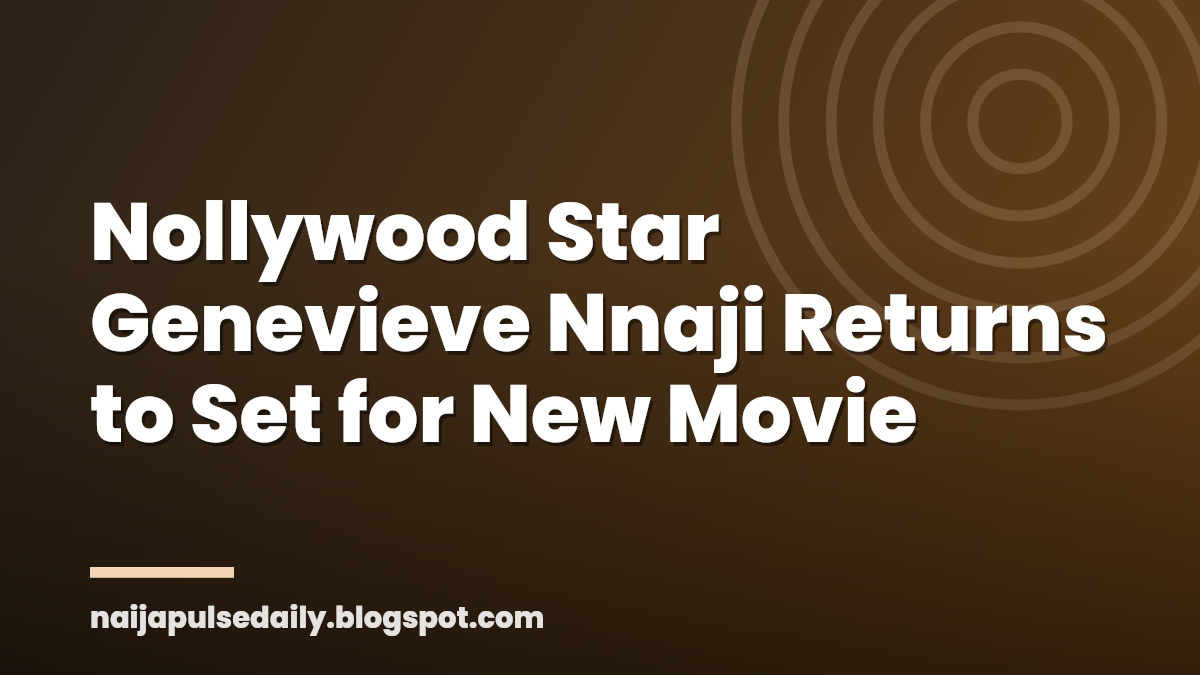 Nollywood Star
Genevieve Nnaji Returns
to Set for New Movie
naijapulsedaily.blogspot.com